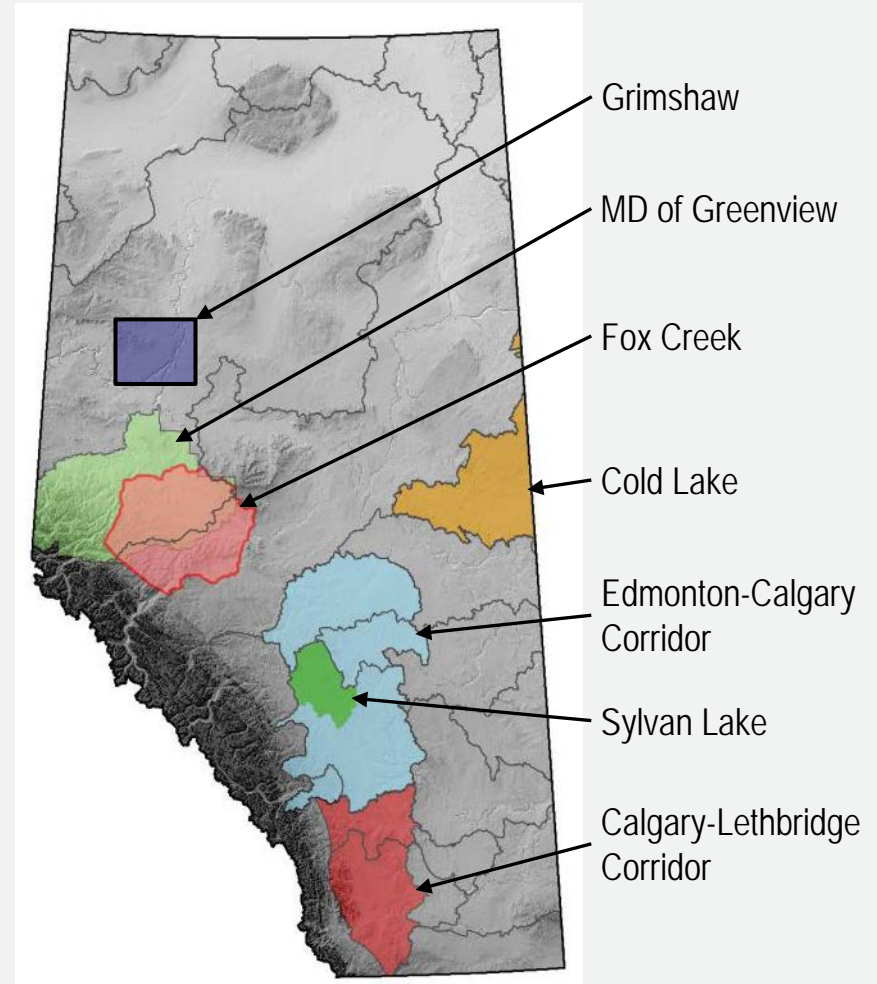 Grimshaw
MD of Greenview
Fox Creek
Cold Lake
Edmonton-Calgary
Corridor
Sylvan Lake
Calgary-Lethbridge
Corridor